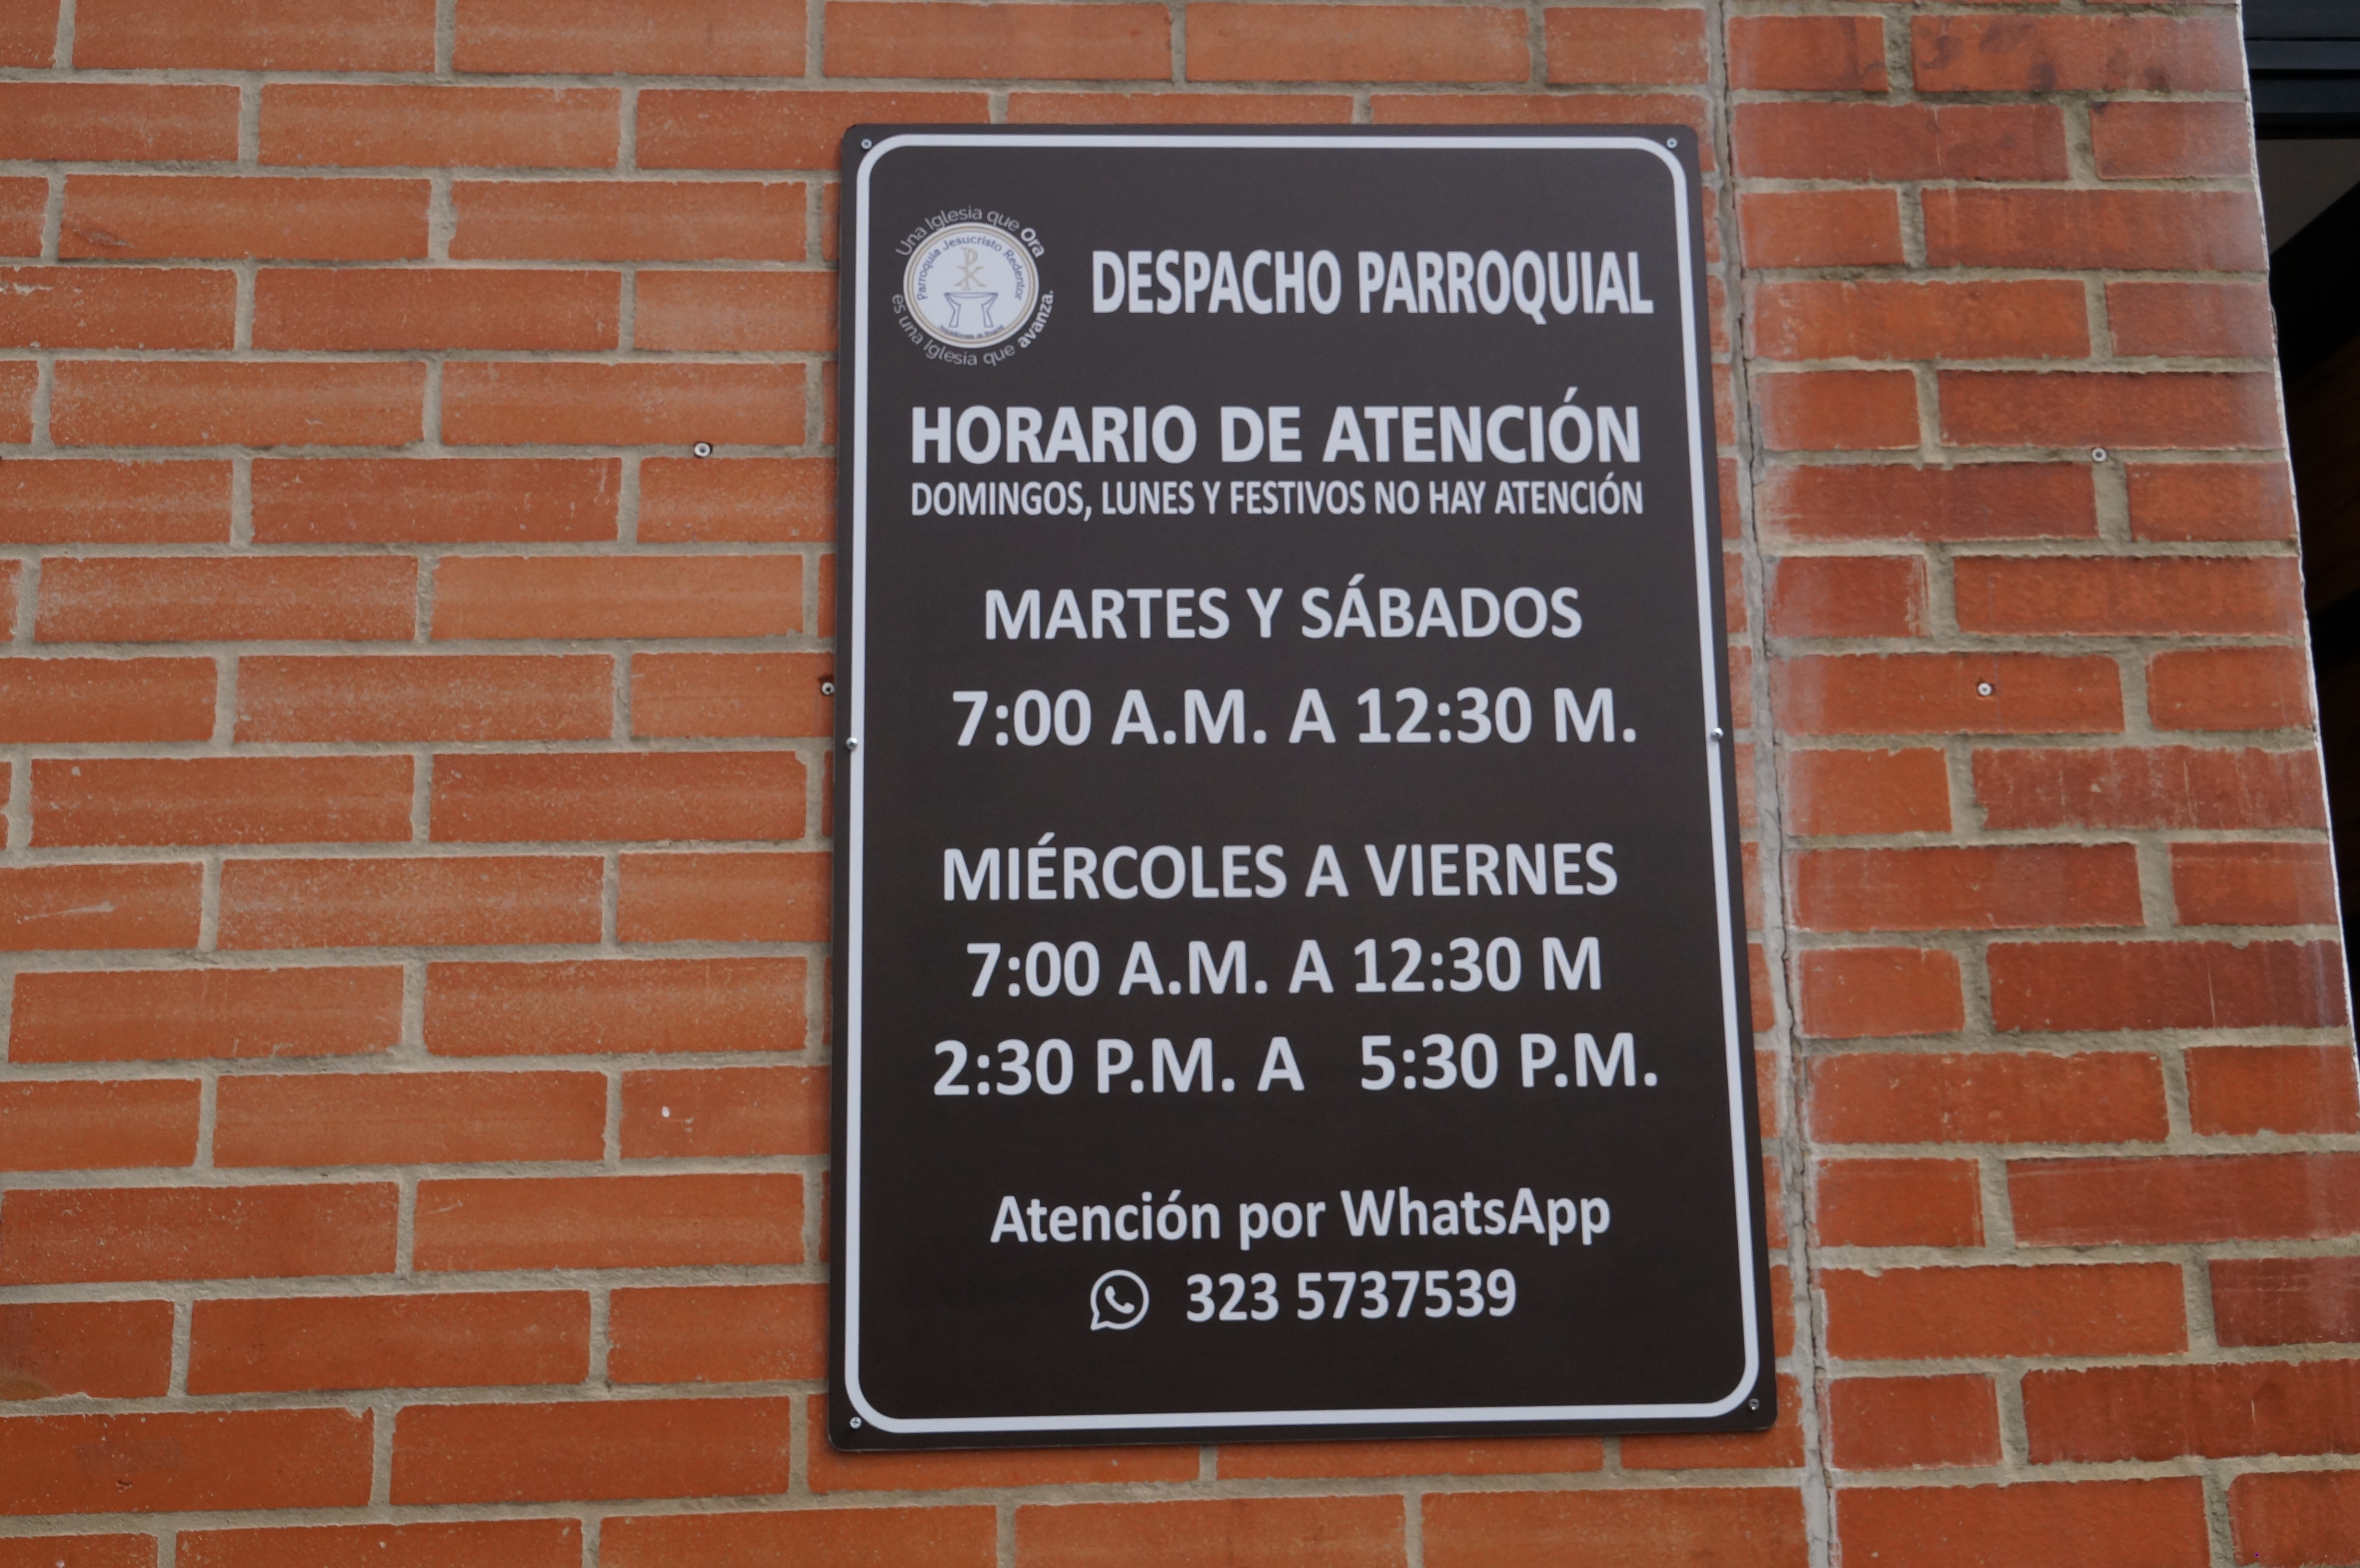 Una Iglesia que Ora
Parroquia Jesucristo Redentor
es una Iglesia que avanza.
DESPACHO PARROQUIAL
HORARIO DE ATENCIÓN
DOMINGOS, LUNES Y FESTIVOS NO HAY ATENCIÓN
MARTES Y SÁBADOS
7:00 A.M. A 12:30 M.
MIÉRCOLES A VIERNES
7:00 A.M. A 12:30 M
2:30 P.M. A 5:30 P.M.
Atención por WhatsApp
323 5737539